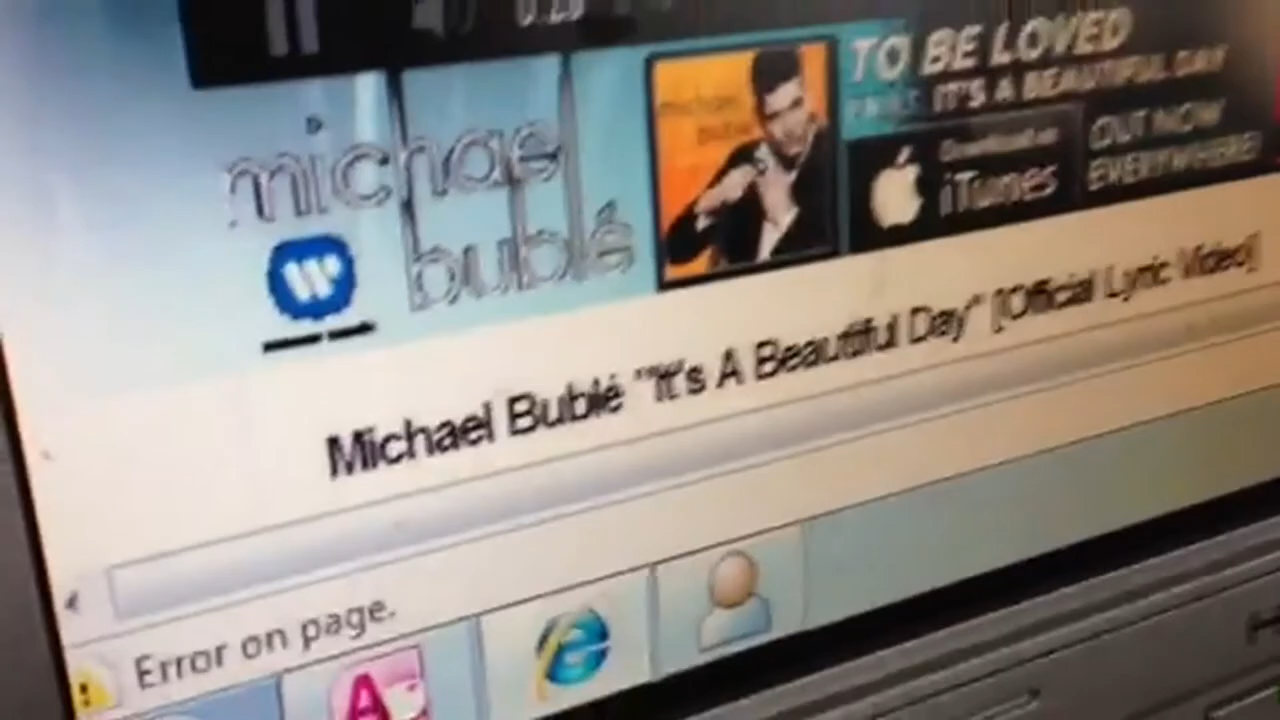 TO BE LOVED
IT'S A BEAUTIFUL DAY
michael
bublé
iTunes
OUT NOW
EVERYWHERE!
Michael Bublé "It's A Beautiful Day" [Official Lyric Video]
Error on page.
A